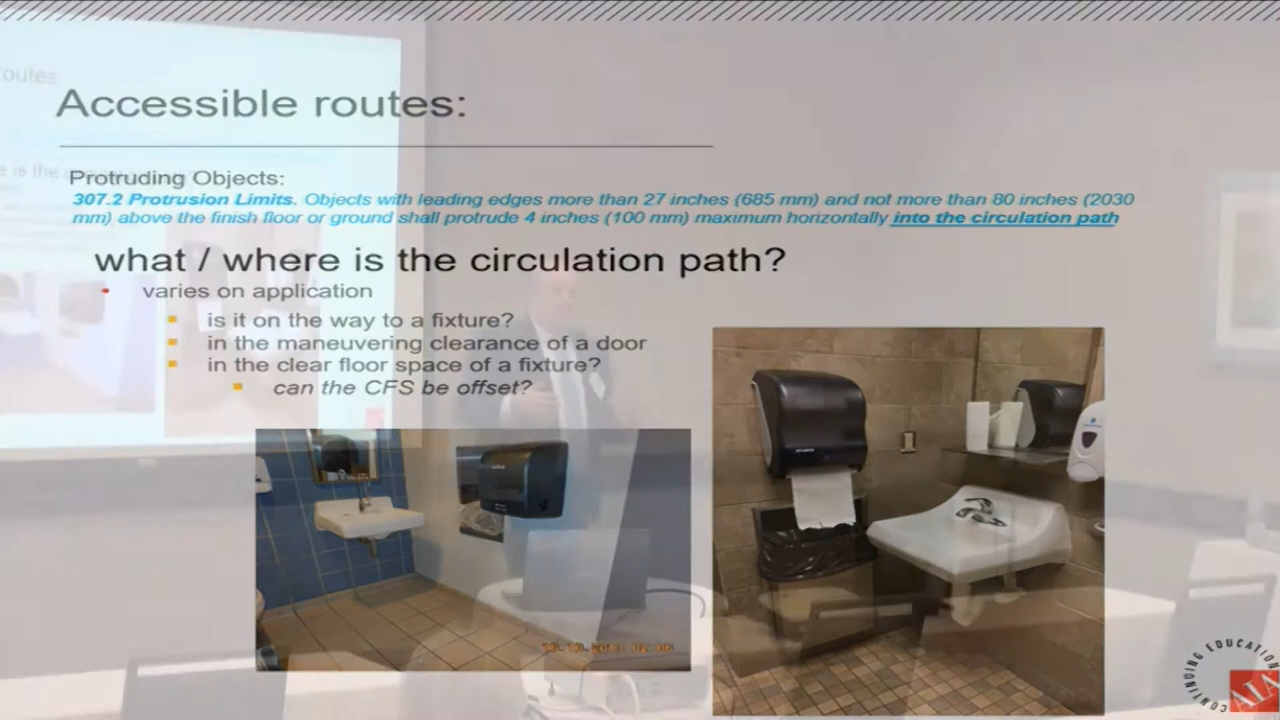 routes:
Accessible routes:
Protruding Objects:
307.2 Protrusion Limits. Objects with leading edges more than 27 inches (685 mm) and not more than 80 inches (2030
mm) above the finish floor or ground shall protrude 4 inches (100 mm) maximum horizontally into the circulation path
what / where is the circulation path?
varies on application
is it on the way to a fixture?
in the maneuvering clearance of a door
in the clear floor space of a fixture?
can the CFS be offset?
CONTINUING EDUCATION
AIA